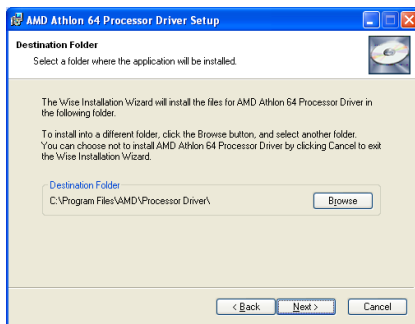 AMD Athlon 64 Processor Driver Setup
Destination Folder
Select a folder where the application will be installed.
The Wise Installation Wizard will install the files for AMD Athlon 64 Processor Driver in
the following folder.
To install into a different folder, click the Browse button, and select another folder.
You can choose not to install AMD Athlon 64 Processor Driver by clicking Cancel to exit
the Wise Installation Wizard.
Destination Folder
C:\Program Files\AMD\Processor Driver\
Browse
< Back
Next >
Cancel